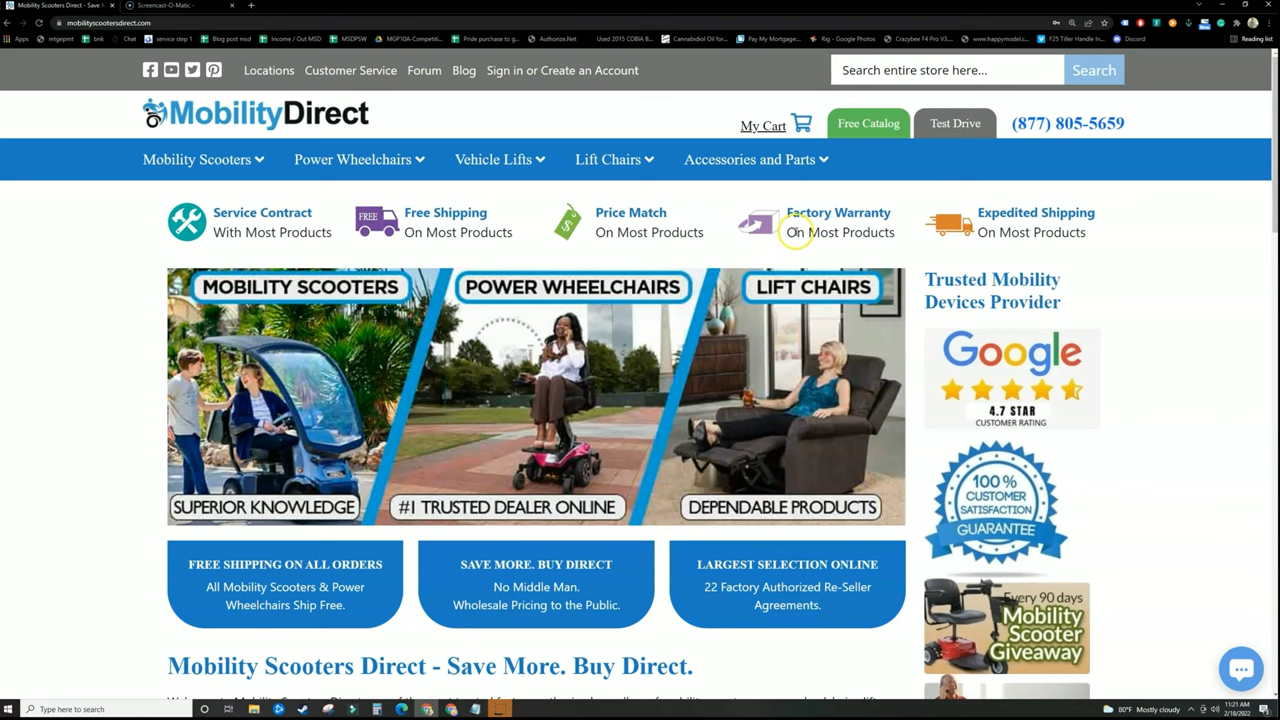 Mobility Scooters Direct - Save M
Screencast-O-Matic -
mobilityscootersdirect.com
Apps
mtgepmt
bnk
Chat
service step 1
Blog post msd
Income / Out MSD
MSDPSW
MGP10A-Competiti...
Pride purchase to g...
Authorize.Net
Used 2015 COBIA B...
Cannabidiol Oil for...
Pay My Mortgage:...
Rig - Google Photos
Crazybee F4 Pro V3....
www.happymodel.c...
F25 Tiller Handle In...
Discord
Reading list
Locations
Customer Service
Forum
Blog
Sign in or Create an Account
Search entire store here...
Search
MobilityDirect
My Cart
Free Catalog
Test Drive
(877) 805-5659
Mobility Scooters
Power Wheelchairs
Vehicle Lifts
Lift Chairs
Accessories and Parts
Service Contract
With Most Products
FREE
Free Shipping
On Most Products
$
Price Match
On Most Products
Factory Warranty
On Most Products
Expedited Shipping
On Most Products
MOBILITY SCOOTERS
POWER WHEELCHAIRS
LIFT CHAIRS
SUPERIOR KNOWLEDGE
#1 TRUSTED DEALER ONLINE
DEPENDABLE PRODUCTS
Trusted Mobility
Devices Provider
Google
4.7 STAR
CUSTOMER RATING
100%
CUSTOMER
SATISFACTION
GUARANTEE
Every 90 days
Mobility
Scooter
Giveaway
FREE SHIPPING ON ALL ORDERS
All Mobility Scooters & Power
Wheelchairs Ship Free.
SAVE MORE. BUY DIRECT
No Middle Man.
Wholesale Pricing to the Public.
LARGEST SELECTION ONLINE
22 Factory Authorized Re-Seller
Agreements.
Mobility Scooters Direct - Save More. Buy Direct.
Type here to search
80°F Mostly cloudy
11:21 AM
2/18/2022